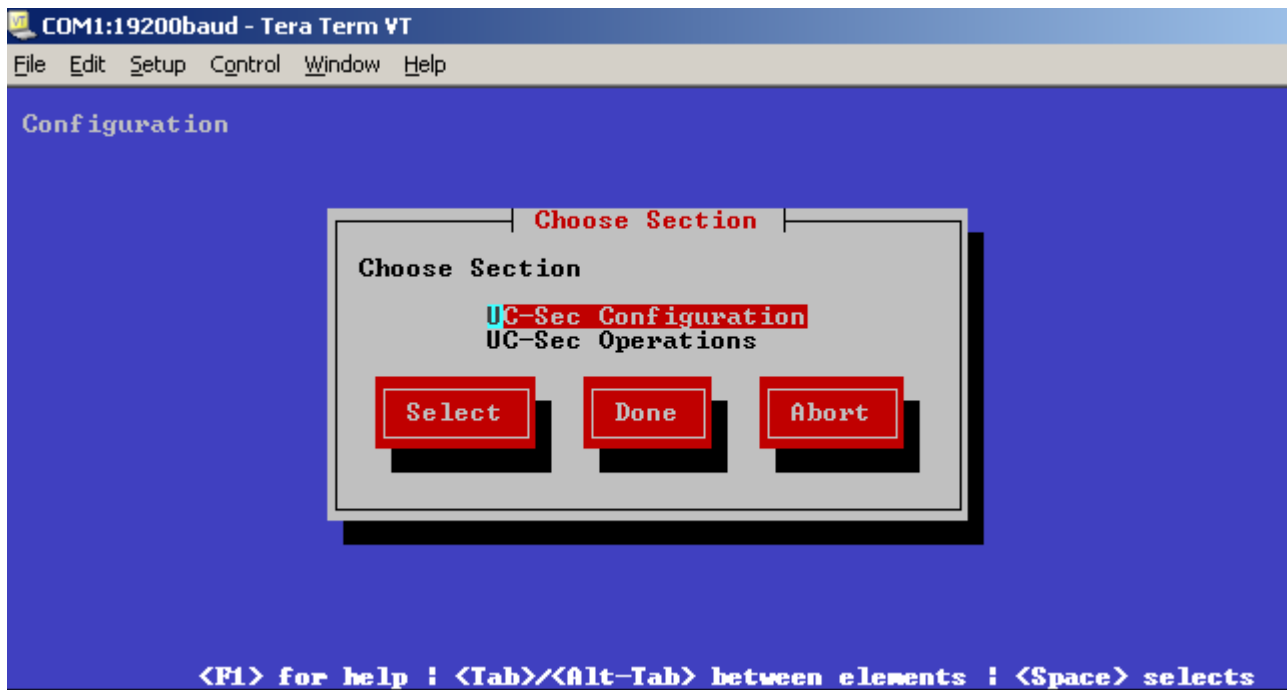 COM1:19200baud - Tera Term VT
File Edit Setup Control Window Help
Configuration
Choose Section
Choose Section
UC-Sec Configuration
UC-Sec Operations
Select Done Abort
<F1> for help | <Tab>/<Alt-Tab> between elements | <Space> selects